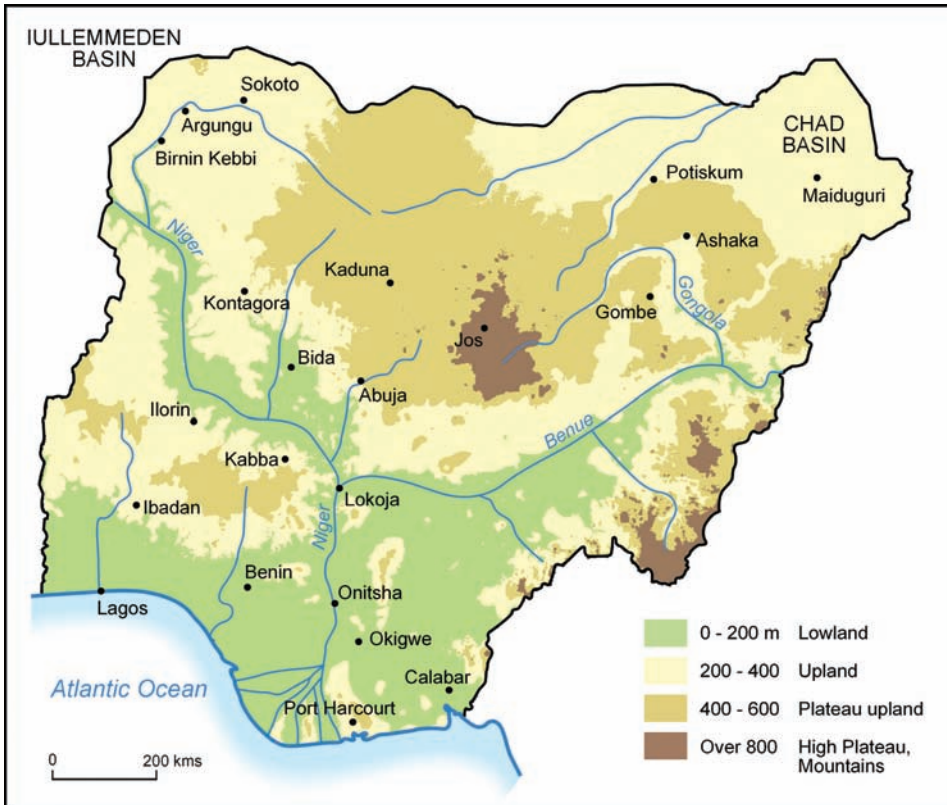 IULLEMMEDEN
BASIN
Sokoto
Argungu
Birnin Kebbi
CHAD
BASIN
Potiskum
Maiduguri
Niger
Ashaka
Kaduna
Kontagora
Gombe
Gongola
Jos
Bida
Abuja
Ilorin
Benue
Kabba
Lokoja
Ibadan
Niger
Benin
Onitsha
Lagos
Okigwe
Calabar
Atlantic Ocean
Port Harcourt
0 - 200 m Lowland
200 - 400 Upland
400 - 600 Plateau upland
Over 800 High Plateau,
Mountains
0 200 kms